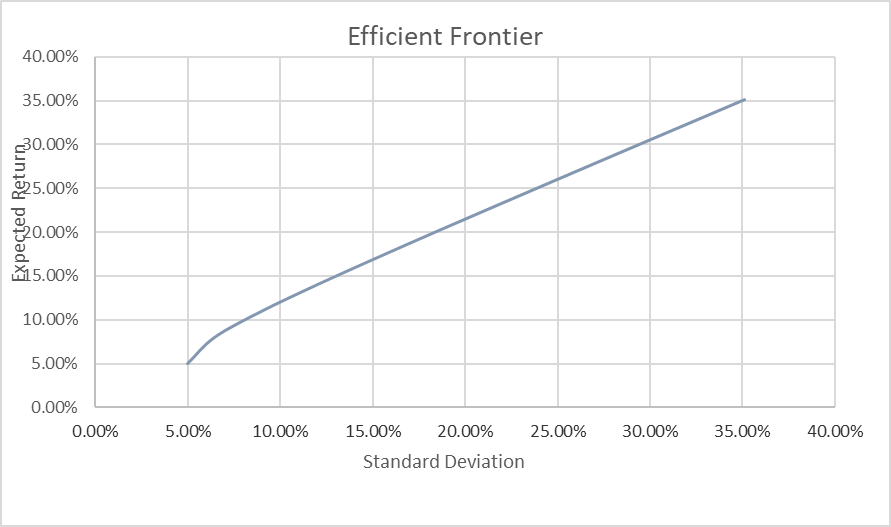 Efficient Frontier
40.00%
35.00%
30.00%
25.00%
20.00%
15.00%
10.00%
5.00%
0.00%
Expected Return
0.00% 5.00% 10.00% 15.00% 20.00% 25.00% 30.00% 35.00% 40.00%
Standard Deviation